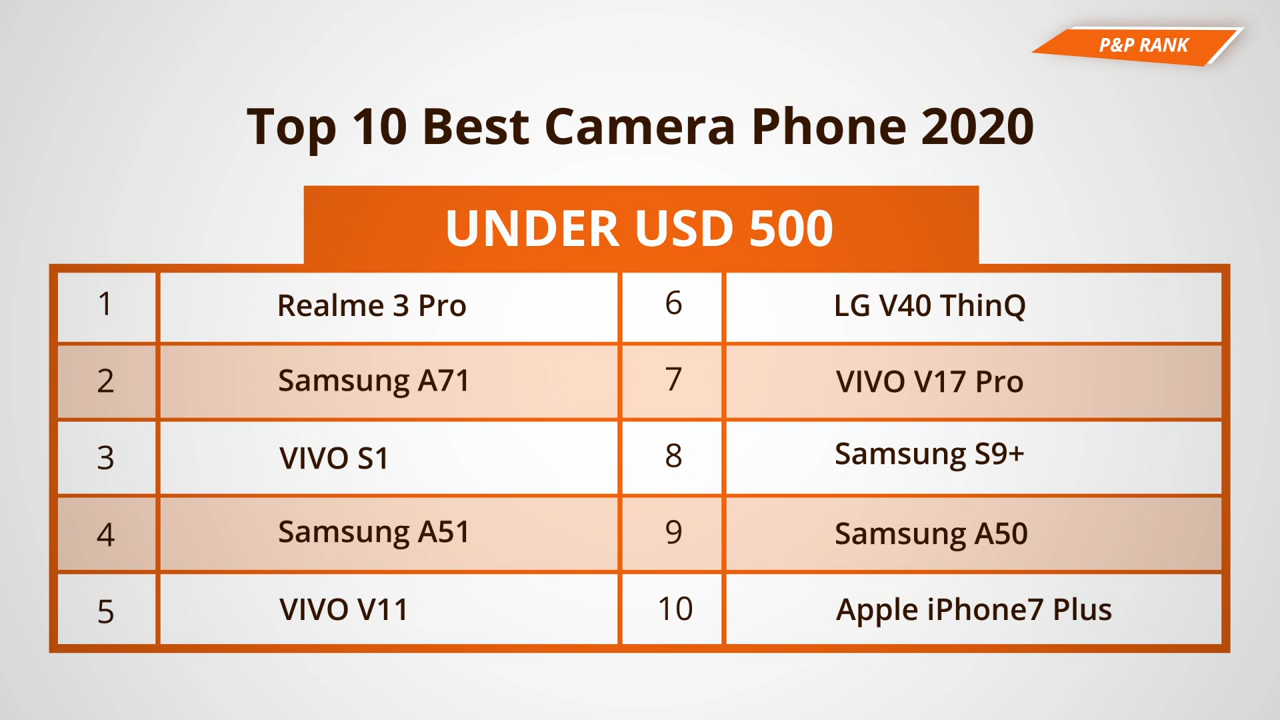 P&P RANK
Top 10 Best Camera Phone 2020
UNDER USD 500
1 Realme 3 Pro 6 LG V40 ThinQ
2 Samsung A71 7 VIVO V17 Pro
3 VIVO S1 8 Samsung S9+
4 Samsung A51 9 Samsung A50
5 VIVO V11 10 Apple iPhone7 Plus